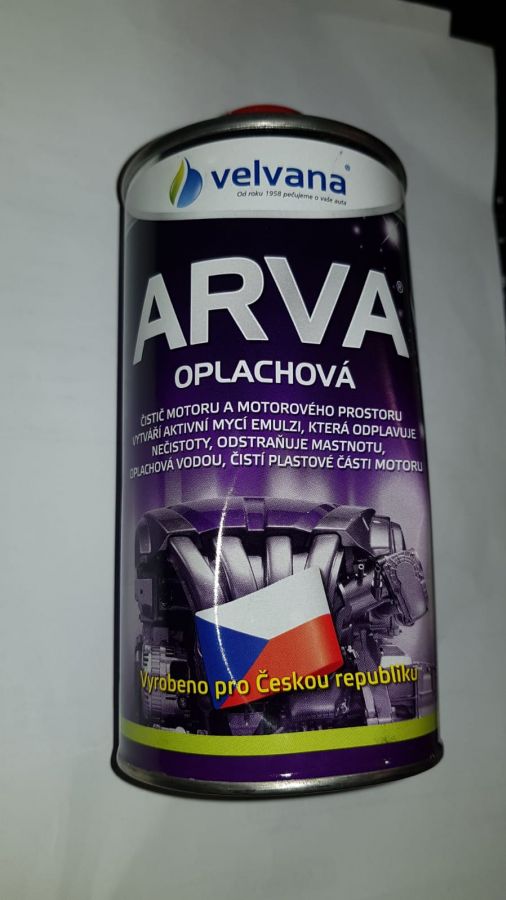 velvana®
Od roku 1958 pečujeme o vaše auta
ARVA®
OPLACHOVÁ
ČISTIČ MOTORU A MOTOROVÉHO PROSTORU
VYTVÁŘÍ AKTIVNÍ MYCÍ EMULZI, KTERÁ ODPLAVUJE
NEČISTOTY, ODSTRAŇUJE MASTNOTU,
OPLACHOVÁ VODOU, ČISTÍ PLASTOVÉ ČÁSTI MOTORU
Vyrobeno pro Českou republiku